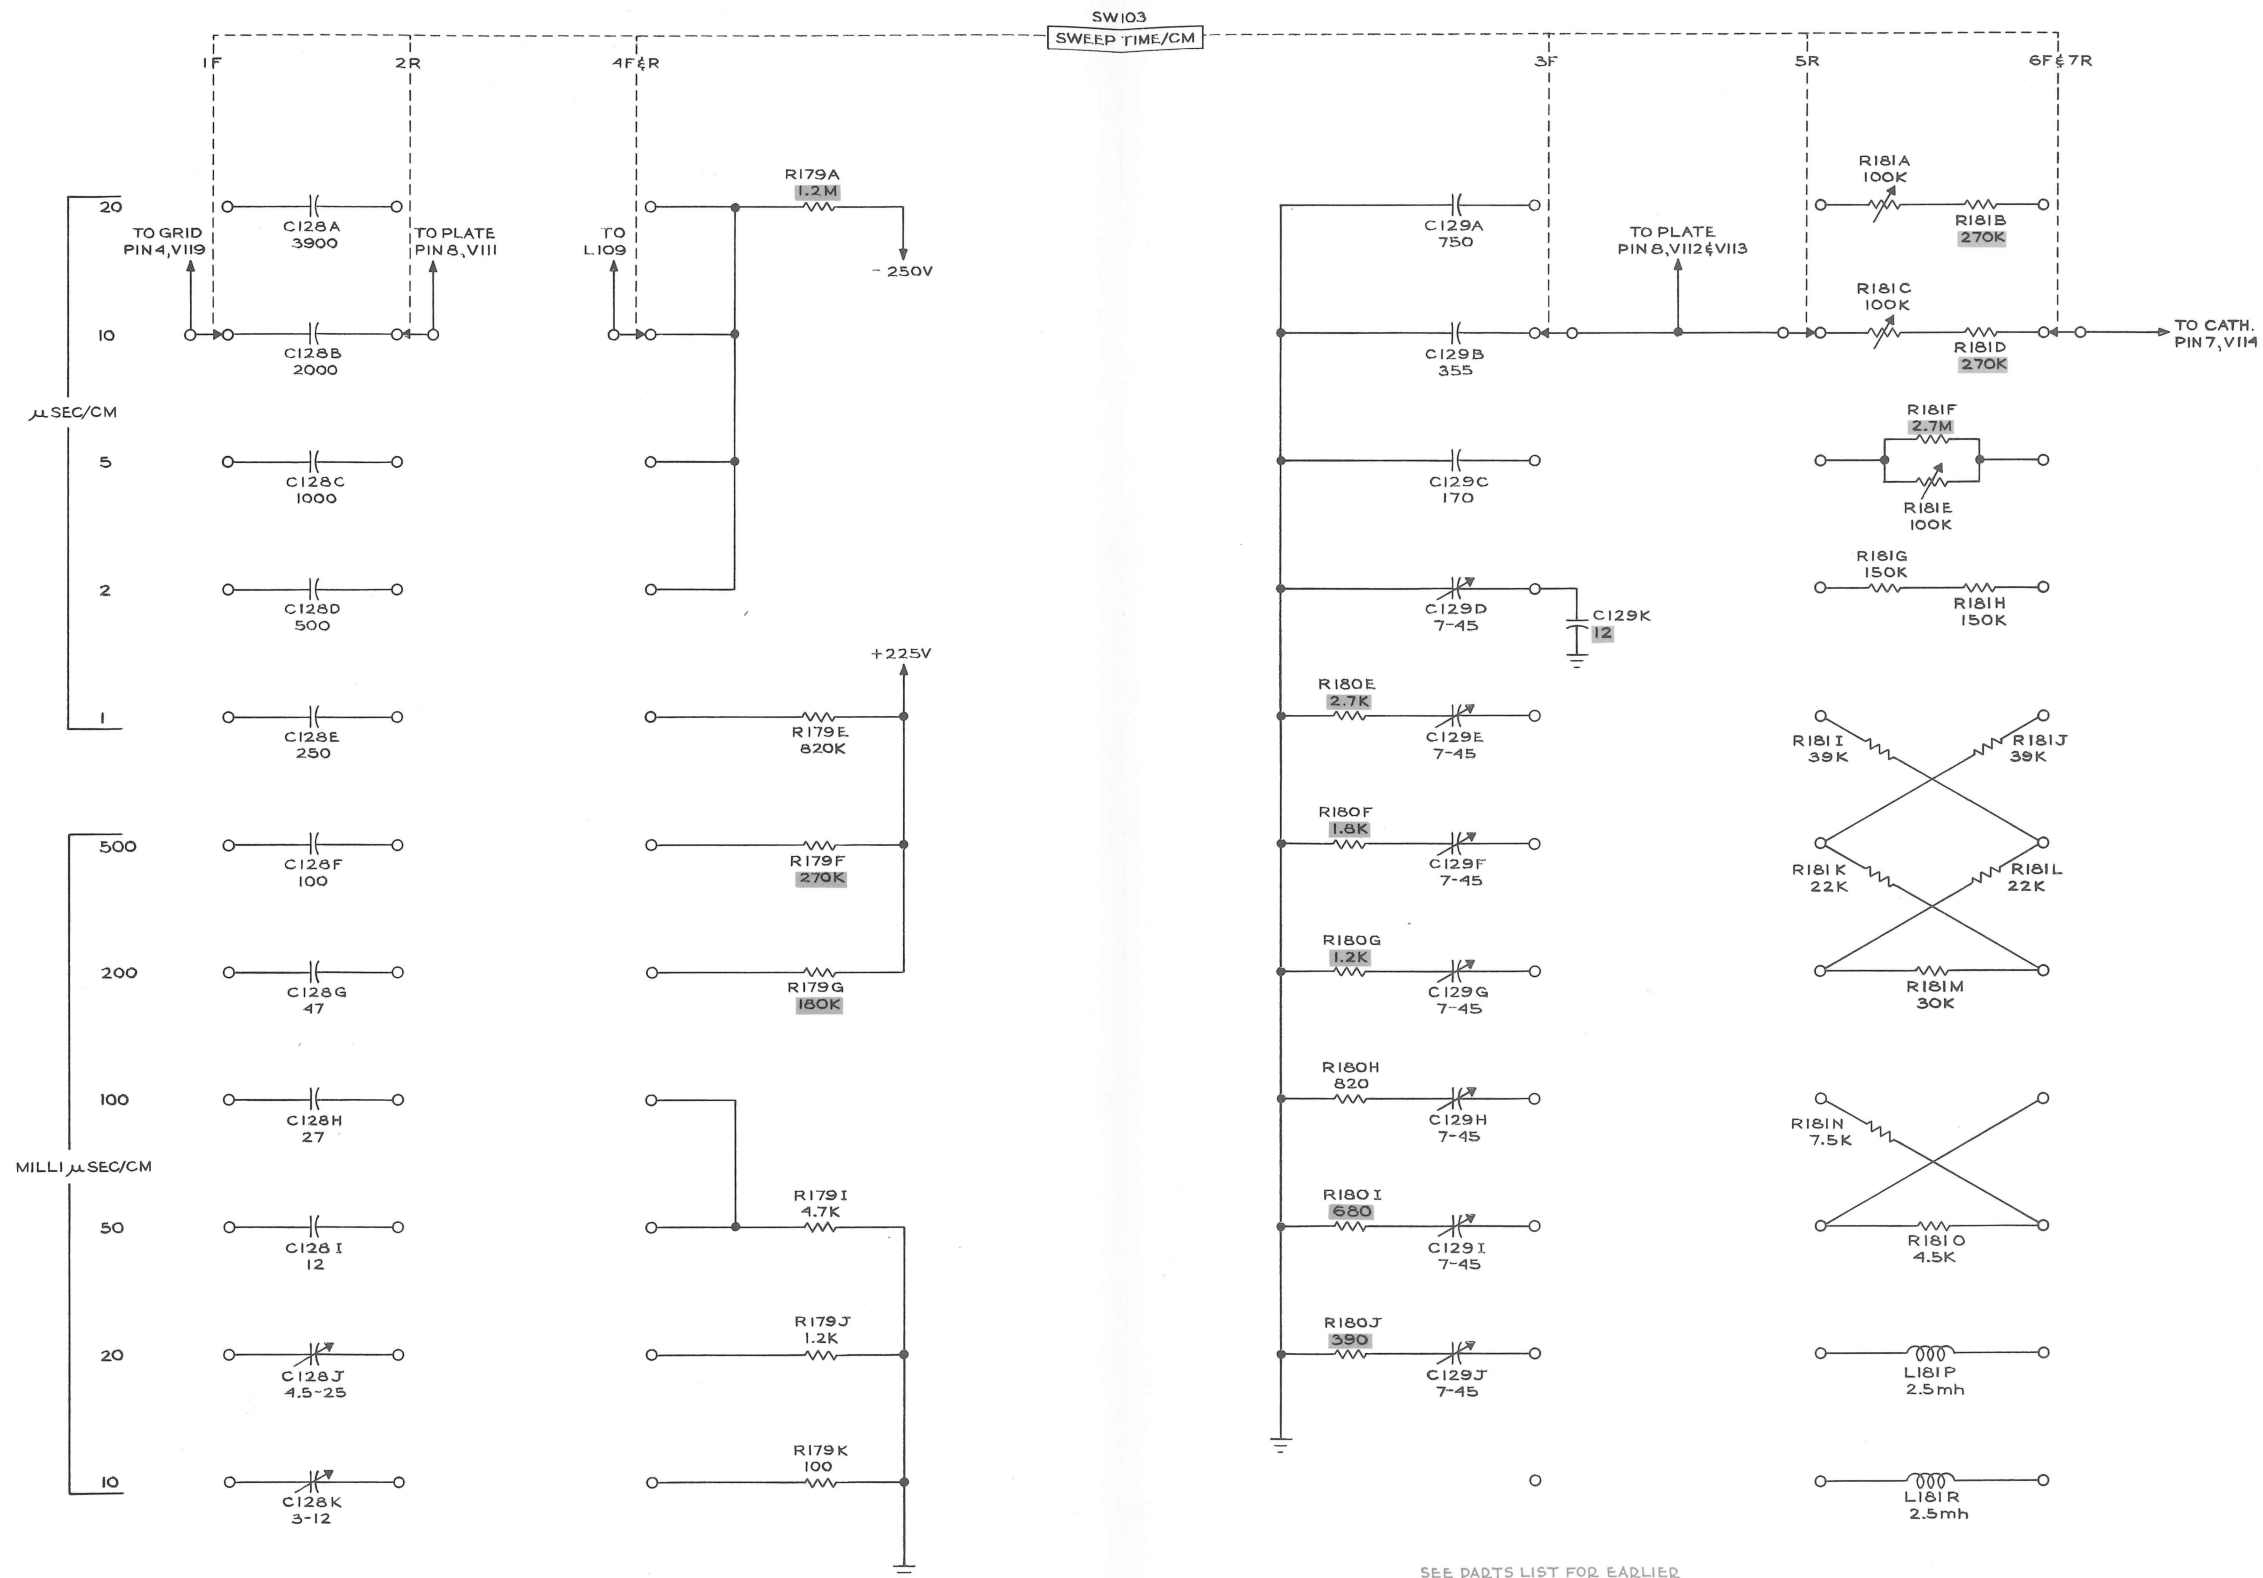 SW103
SWEEP TIME/CM
1F
2R
4F&R
3F
5R
6F&7R
20
10
5
2
1
µSEC/CM
500
200
100
50
20
10
MILLI µSEC/CM
TO GRID
PIN 4, V119
C128A
3900
TO PLATE
PIN 8, V111
C128B
2000
C128C
1000
C128D
500
C128E
250
C128F
100
C128G
47
C128H
27
C128I
12
C128J
4.5-25
C128K
3-12
TO
L109
R179A
1.2M
- 250V
+225V
R179E
820K
R179F
270K
R179G
180K
R179I
4.7K
R179J
1.2K
R179K
100
C129A
750
C129B
355
C129C
170
C129D
7-45
C129K
12
R180E
2.7K
C129E
7-45
R180F
1.8K
C129F
7-45
R180G
1.2K
C129G
7-45
R180H
820
C129H
7-45
R180I
680
C129I
7-45
R180J
390
C129J
7-45
TO PLATE
PIN 8, V112&V113
R181A
100K
R181B
270K
R181C
100K
R181D
270K
TO CATH.
PIN 7, V114
R181F
2.7M
R181E
100K
R181G
150K
R181H
150K
R181I
39K
R181J
39K
R181K
22K
R181L
22K
R181M
30K
R181N
7.5K
R181O
4.5K
L181P
2.5mh
L181R
2.5mh
SEE PARTS LIST FOR EARLIER